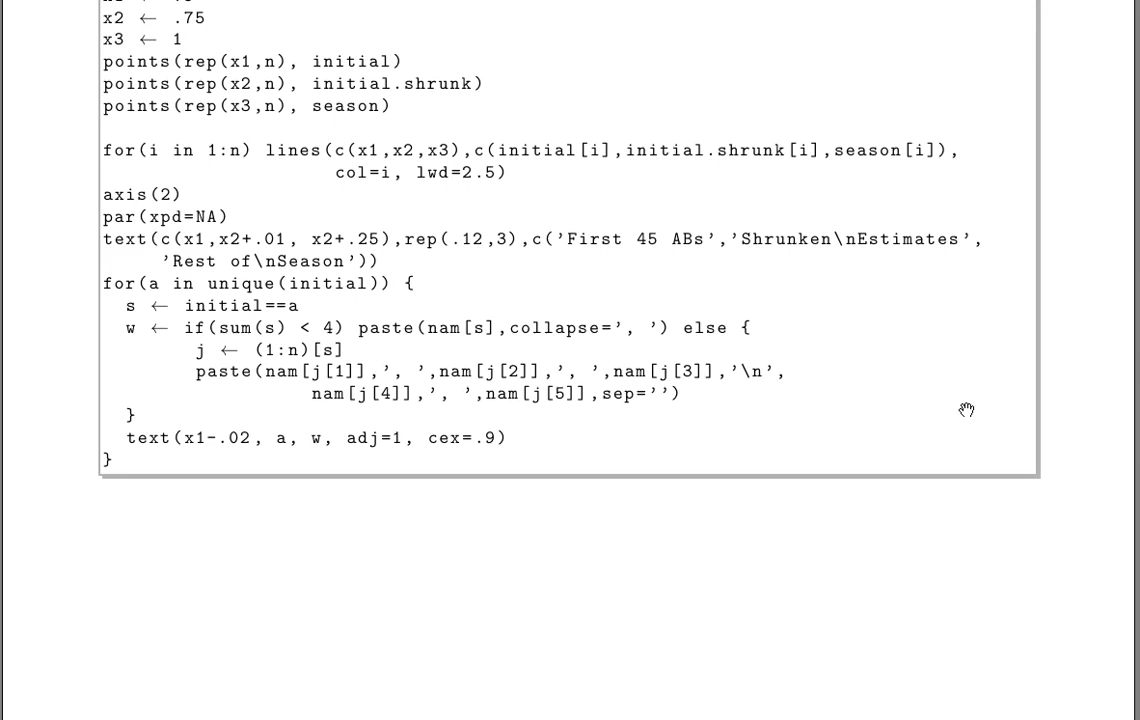 x2 ← .75
x3 ← 1
points(rep(x1,n), initial)
points(rep(x2,n), initial.shrunk)
points(rep(x3,n), season)
for(i in 1:n) lines(c(x1,x2,x3),c(initial[i],initial.shrunk[i],season[i]),
col=i, lwd=2.5)
axis(2)
par(xpd=NA)
text(c(x1,x2+.01, x2+.25),rep(.12,3),c('First 45 ABs','Shrunken\nEstimates',
'Rest of\nSeason'))
for(a in unique(initial)) {
s ← initial==a
w ← if(sum(s) < 4) paste(nam[s],collapse=', ') else {
j ← (1:n)[s]
paste(nam[j[1]],', ',nam[j[2]],', ',nam[j[3]],'\n',
nam[j[4]],', ',nam[j[5]],sep='')
}
text(x1-.02, a, w, adj=1, cex=.9)
}